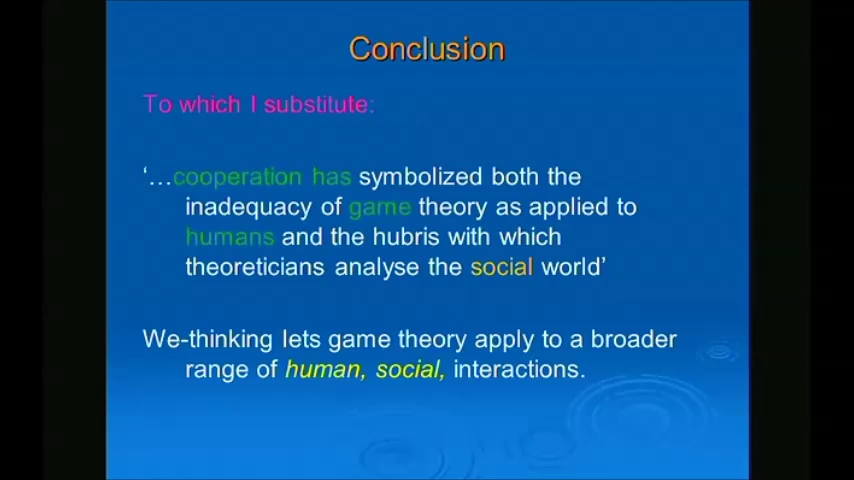 Conclusion
To which I substitute:
‘…cooperation has symbolized both the
inadequacy of game theory as applied to
humans and the hubris with which
theoreticians analyse the social world’
We-thinking lets game theory apply to a broader
range of human, social, interactions.